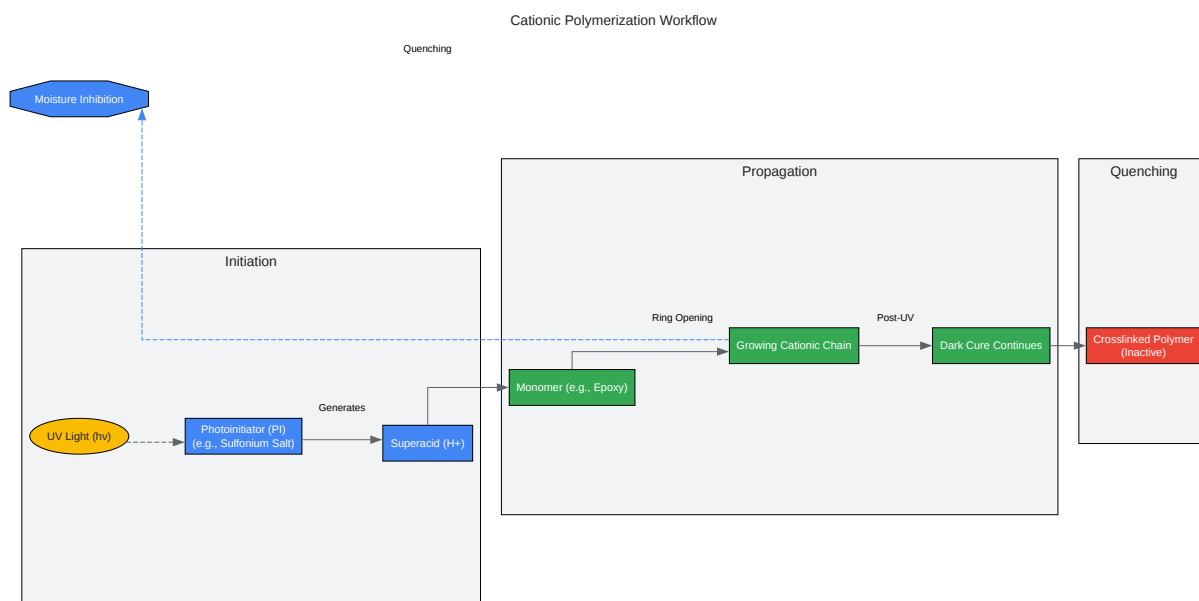 Cationic Polymerization Workflow
Quenching
Moisture Inhibition
Propagation
Quenching
Initiation
Ring Opening
Post-UV
Growing Cationic Chain
Dark Cure Continues
Crosslinked Polymer
(Inactive)
Monomer (e.g., Epoxy)
Generates
UV Light (hv)
Photoinitiator (PI)
(e.g., Sulfonium Salt)
Superacid (H+)